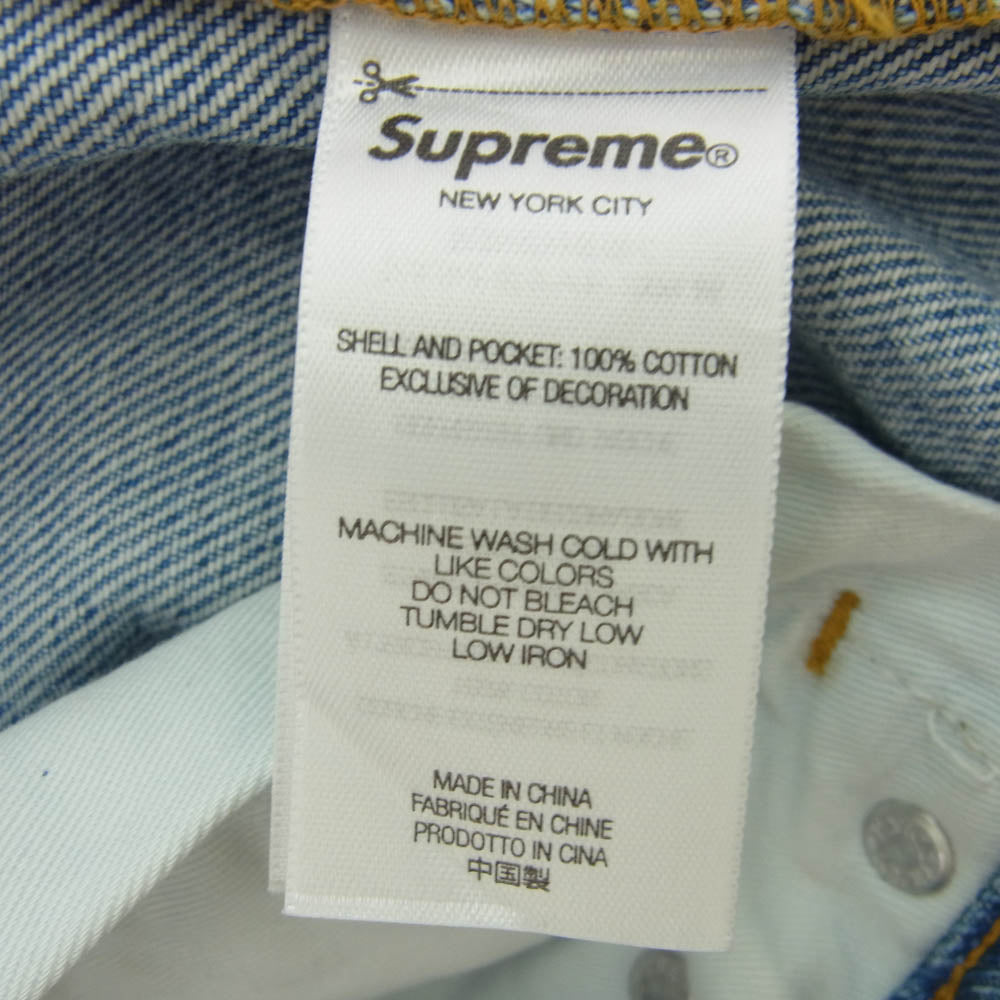 Supreme®
NEW YORK CITY
SHELL AND POCKET: 100% COTTON
EXCLUSIVE OF DECORATION
MACHINE WASH COLD WITH
LIKE COLORS
DO NOT BLEACH
TUMBLE DRY LOW
LOW IRON
MADE IN CHINA
FABRIQUÉ EN CHINE
PRODOTTO IN CINA
中国製